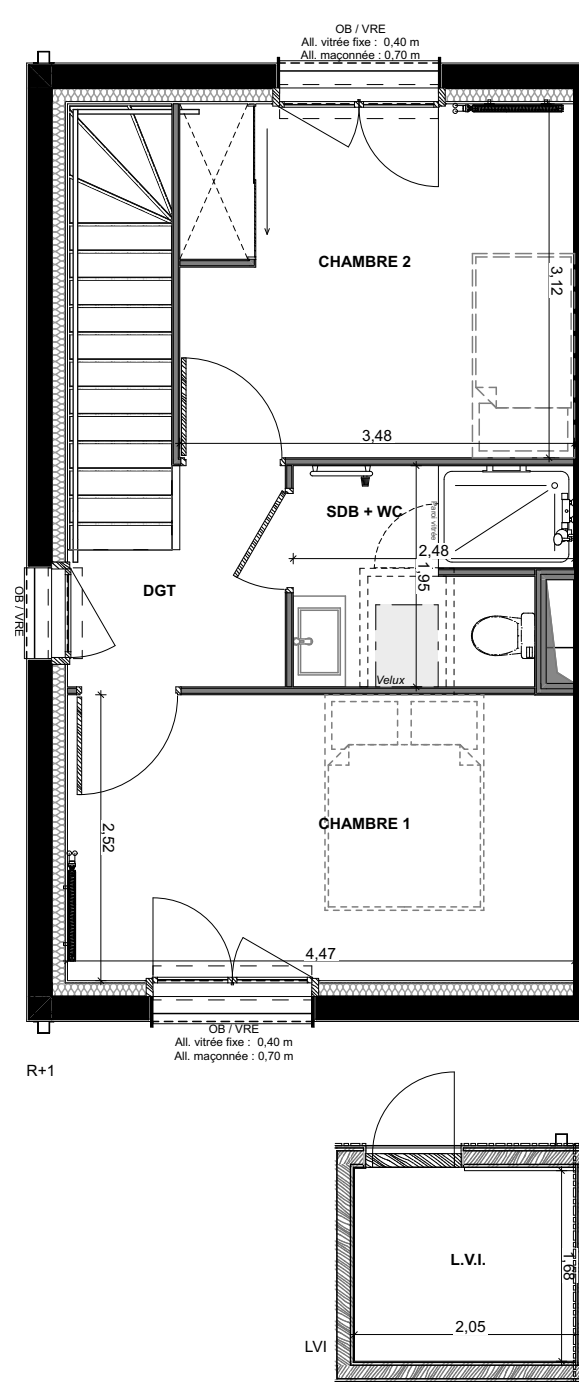 OB / VRE
All. vitrée fixe : 0,40 m
All. maçonnée : 0,70 m
CHAMBRE 2
3,12
3,48
SDB + WC
Paroi vitrée
2,48
1,95
DGT
OB / VRE
Velux
CHAMBRE 1
2,52
4,47
OB / VRE
All. vitrée fixe : 0,40 m
All. maçonnée : 0,70 m
R+1
L.V.I.
1,68
2,05
LVI